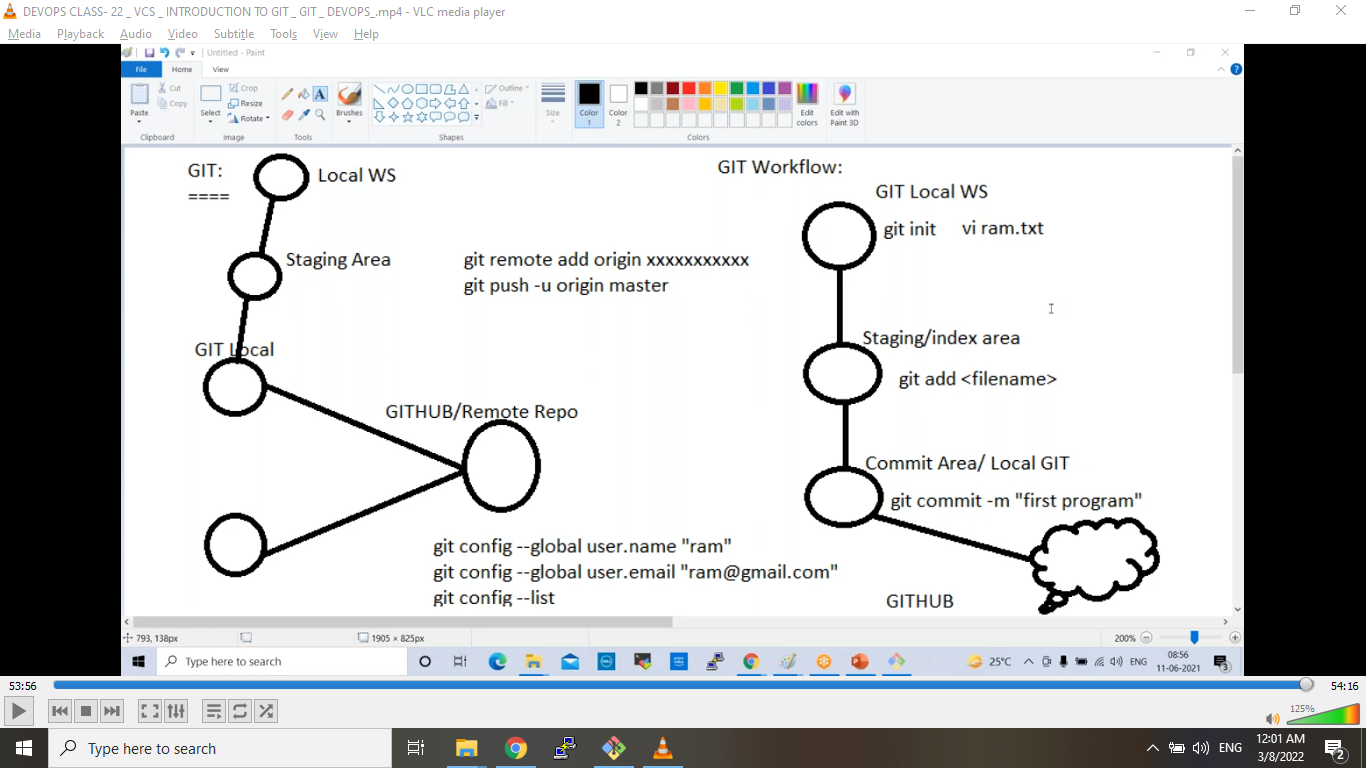 DEVOPS CLASS- 22 _ VCS _ INTRODUCTION TO GIT _ GIT _ DEVOPS_.mp4 - VLC media player
Media Playback Audio Video Subtitle Tools View Help
Untitled - Paint
File Home View
Cut
Copy
Paste
Clipboard
Crop
Resize
Rotate
Select
Image
A
Tools
Brushes
Outline
Fill
Shapes
Size
Color 1
Color 2
Edit colors
Colors
Edit with Paint 3D
GIT:
====
Local WS
Staging Area
GIT Local
git remote add origin xxxxxxxxxxx
git push -u origin master
GITHUB/Remote Repo
git config --global user.name "ram"
git config --global user.email "ram@gmail.com"
git config --list
GIT Workflow:
GIT Local WS
git init vi ram.txt
Staging/index area
git add <filename>
Commit Area/ Local GIT
git commit -m "first program"
GITHUB
793, 138px
1905 × 825px
200%
Type here to search
25°C
ENG
08:56
11-06-2021
3
53:56
54:16
125%
Type here to search
ENG
12:01 AM
3/8/2022
2